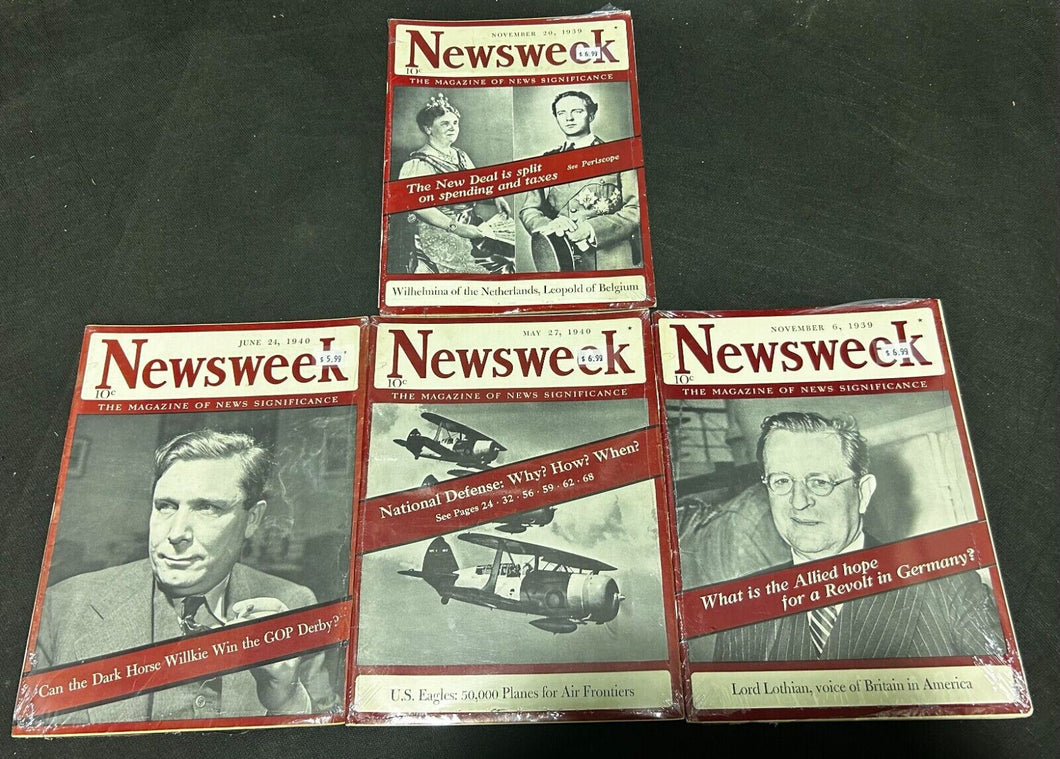 NOVEMBER 20, 1939
Newsweek
$ 6.99
10c
THE MAGAZINE OF NEWS SIGNIFICANCE
The New Deal is split
on spending and taxes
See Periscope
Wilhelmina of the Netherlands, Leopold of Belgium
JUNE 24, 1940
Newsweek
$ 5.99
10c
THE MAGAZINE OF NEWS SIGNIFICANCE
Can the Dark Horse Willkie Win the GOP Derby?
MAY 27, 1940
Newsweek
$ 6.99
10c
THE MAGAZINE OF NEWS SIGNIFICANCE
National Defense: Why? How? When?
See Pages 24 · 32 · 56 · 59 · 62 · 68
U.S. Eagles: 50,000 Planes for Air Frontiers
NOVEMBER 6, 1939
Newsweek
$ 6.99
10c
THE MAGAZINE OF NEWS SIGNIFICANCE
What is the Allied hope
for a Revolt in Germany?
Lord Lothian, voice of Britain in America